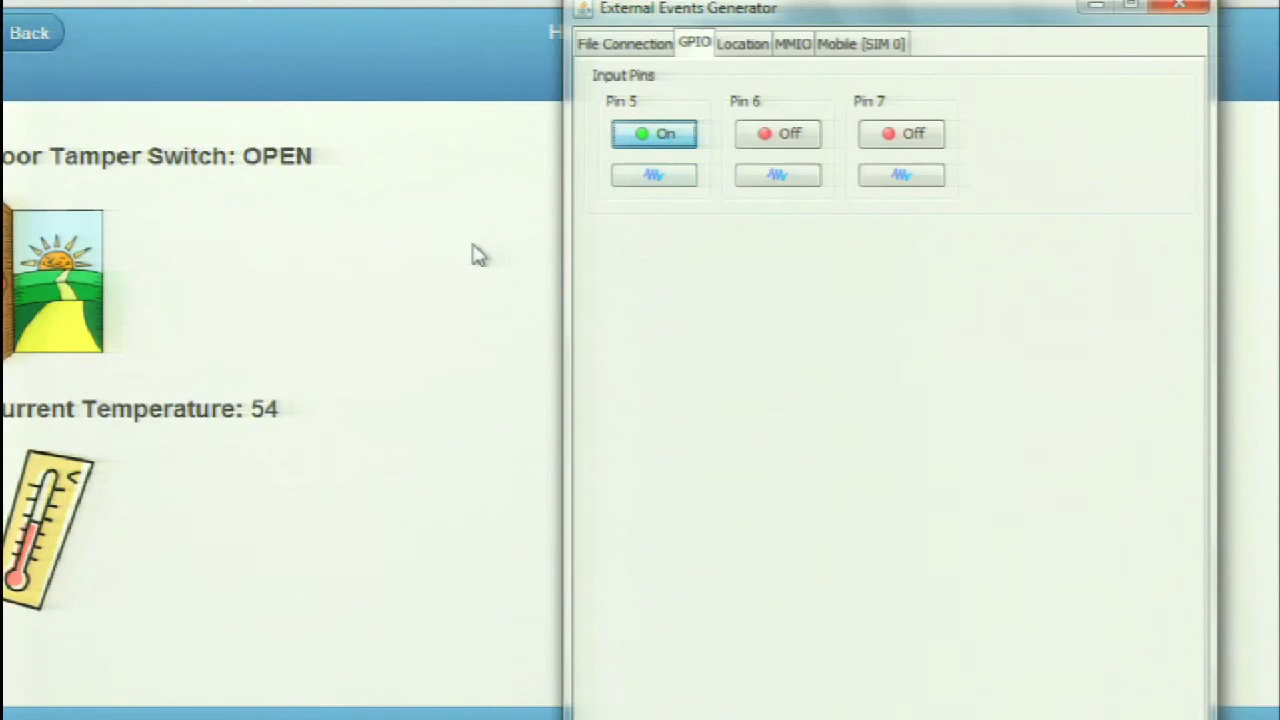 Back
H
oor Tamper Switch: OPEN
urrent Temperature: 54
External Events Generator
File Connection GPIO Location MMIO Mobile [SIM 0]
Input Pins
Pin 5 Pin 6 Pin 7
On Off Off